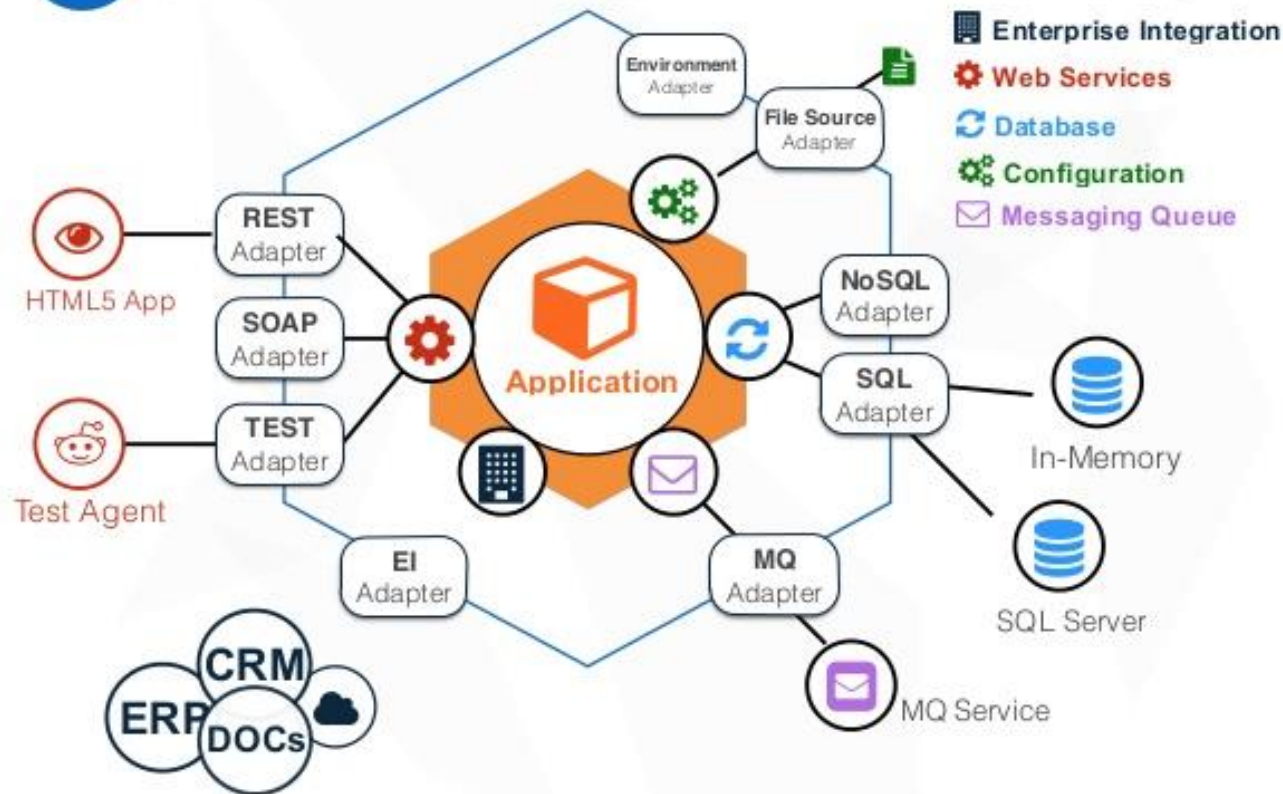 Enterprise Integration
Web Services
Database
Configuration
Messaging Queue
Environment
Adapter
File Source
Adapter
REST
Adapter
HTML5 App
SOAP
Adapter
TEST
Adapter
Test Agent
Application
NoSQL
Adapter
SQL
Adapter
In-Memory
SQL Server
EI
Adapter
MQ
Adapter
MQ Service
CRM
ERP
DOCs